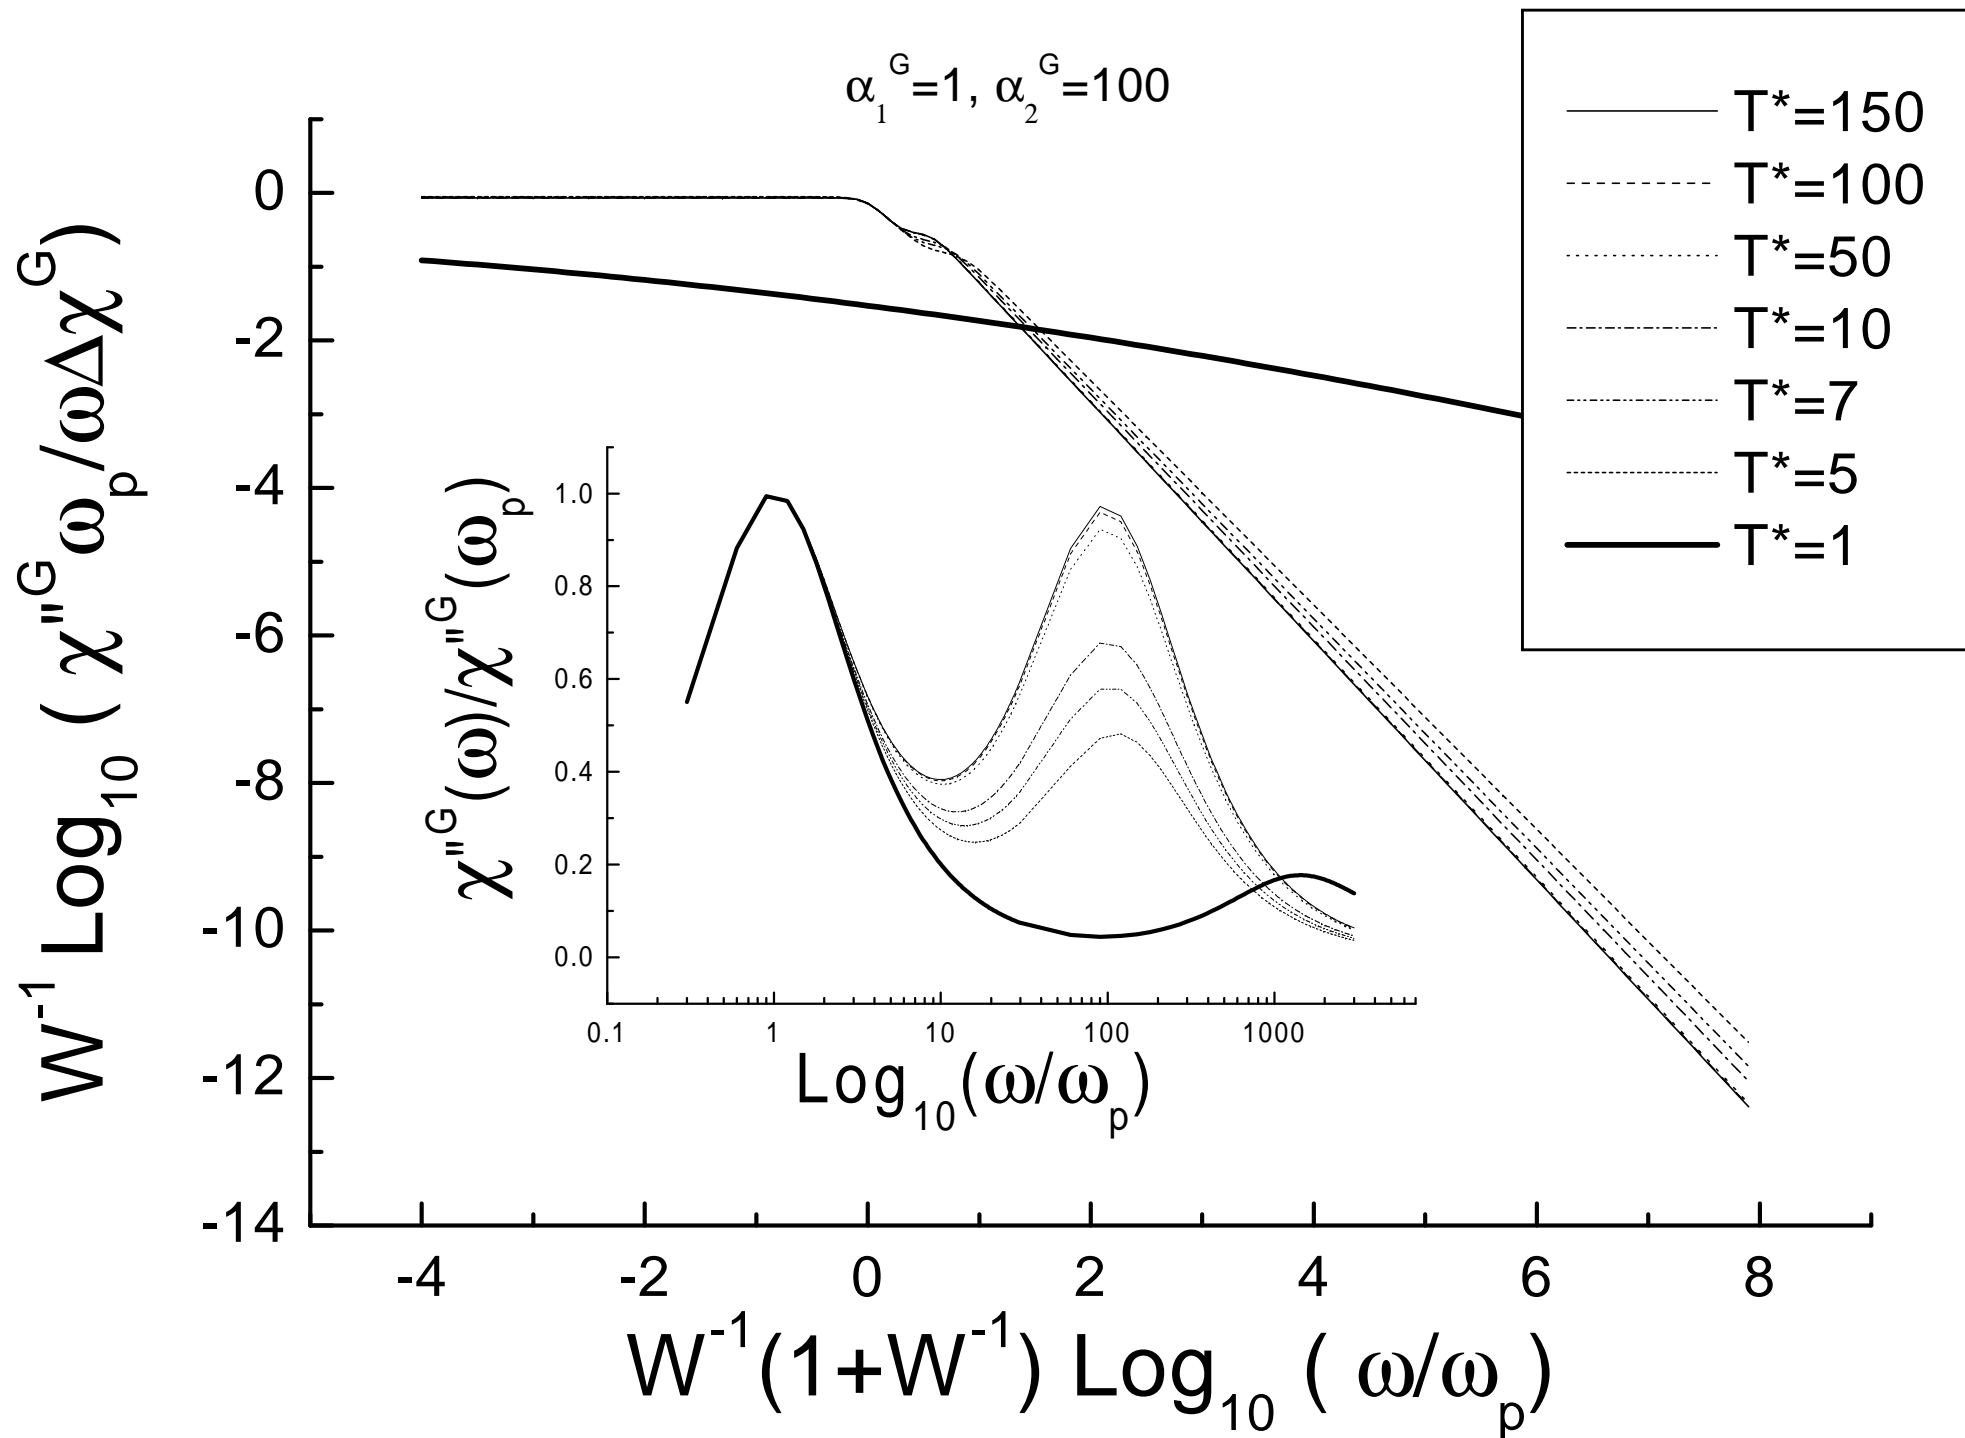 α₁ᴳ=1, α₂ᴳ=100
T*=150
T*=100
T*=50
T*=10
T*=7
T*=5
T*=1
W⁻¹ Log₁₀ ( χ''ᴳ ωₚ/ωΔχᴳ)
0
-2
-4
-6
-8
-10
-12
-14
χ''ᴳ(ω)/χ''ᴳ(ωₚ)
1.0
0.8
0.6
0.4
0.2
0.0
0.1 1 10 100 1000
Log₁₀(ω/ωₚ)
-4 -2 0 2 4 6 8
W⁻¹(1+W⁻¹) Log₁₀ ( ω/ωₚ)